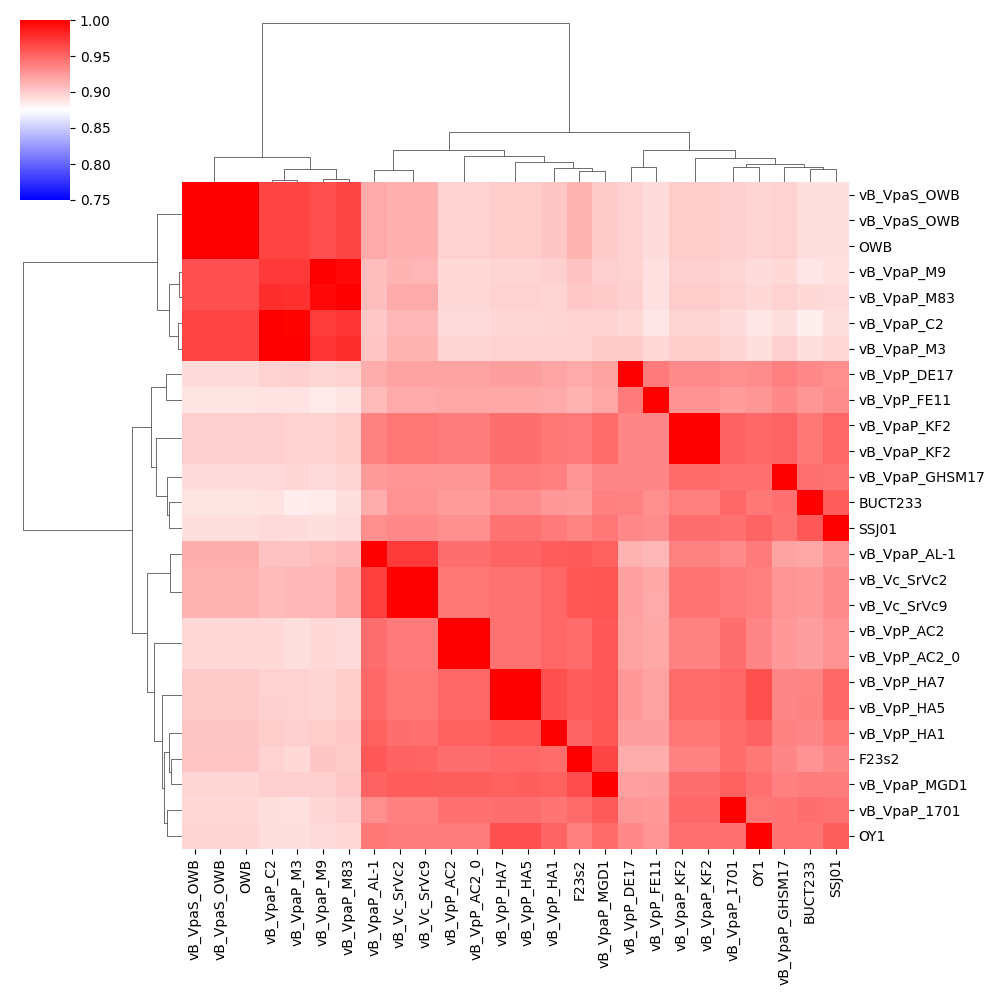 1.00
0.95
0.90
0.85
0.80
0.75
vB_VpaS_OWB
vB_VpaS_OWB
OWB
vB_VpaP_M9
vB_VpaP_M83
vB_VpaP_C2
vB_VpaP_M3
vB_VpP_DE17
vB_VpP_FE11
vB_VpaP_KF2
vB_VpaP_KF2
vB_VpaP_GHSM17
BUCT233
SSJ01
vB_VpaP_AL-1
vB_Vc_SrVc2
vB_Vc_SrVc9
vB_VpP_AC2
vB_VpP_AC2_0
vB_VpP_HA7
vB_VpP_HA5
vB_VpP_HA1
F23s2
vB_VpaP_MGD1
vB_VpaP_1701
OY1
vB_VpaS_OWB
vB_VpaS_OWB
OWB
vB_VpaP_C2
vB_VpaP_M3
vB_VpaP_M9
vB_VpaP_M83
vB_VpaP_AL-1
vB_Vc_SrVc2
vB_Vc_SrVc9
vB_VpP_AC2
vB_VpP_AC2_0
vB_VpP_HA7
vB_VpP_HA5
vB_VpP_HA1
F23s2
vB_VpaP_MGD1
vB_VpP_DE17
vB_VpP_FE11
vB_VpaP_KF2
vB_VpaP_KF2
vB_VpaP_1701
OY1
vB_VpaP_GHSM17
BUCT233
SSJ01